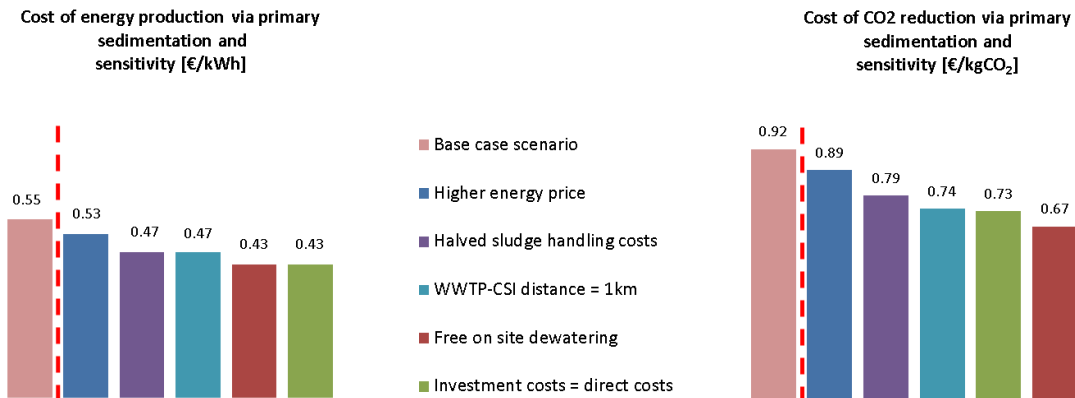 Cost of energy production via primary
sedimentation and
sensitivity [€/kWh]
0.55
0.53
0.47
0.47
0.43
0.43
Base case scenario
Higher energy price
Halved sludge handling costs
WWTP-CSI distance = 1km
Free on site dewatering
Investment costs = direct costs
Cost of CO2 reduction via primary
sedimentation and
sensitivity [€/kgCO₂]
0.92
0.89
0.79
0.74
0.73
0.67